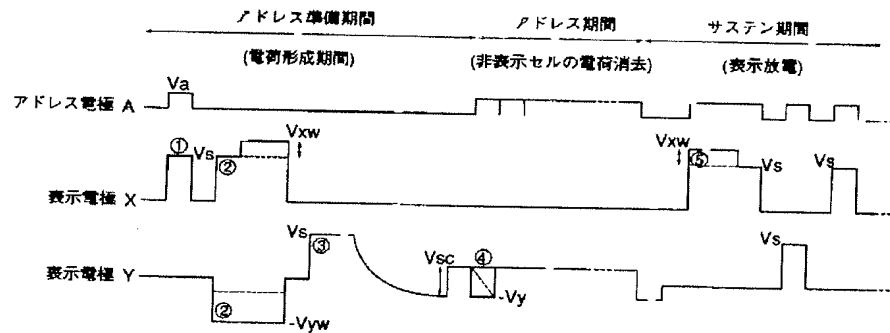 アドレス準備期間 アドレス期間 サステン期間
(電荷形成期間) (非表示セルの電荷消去) (表示放電)
Va
アドレス電極 A
Vxw Vxw
① Vs ② ⑤ Vs Vs
表示電極 X
Vs ③ Vsc ④ Vs
表示電極 Y
② -Vyw -Vy